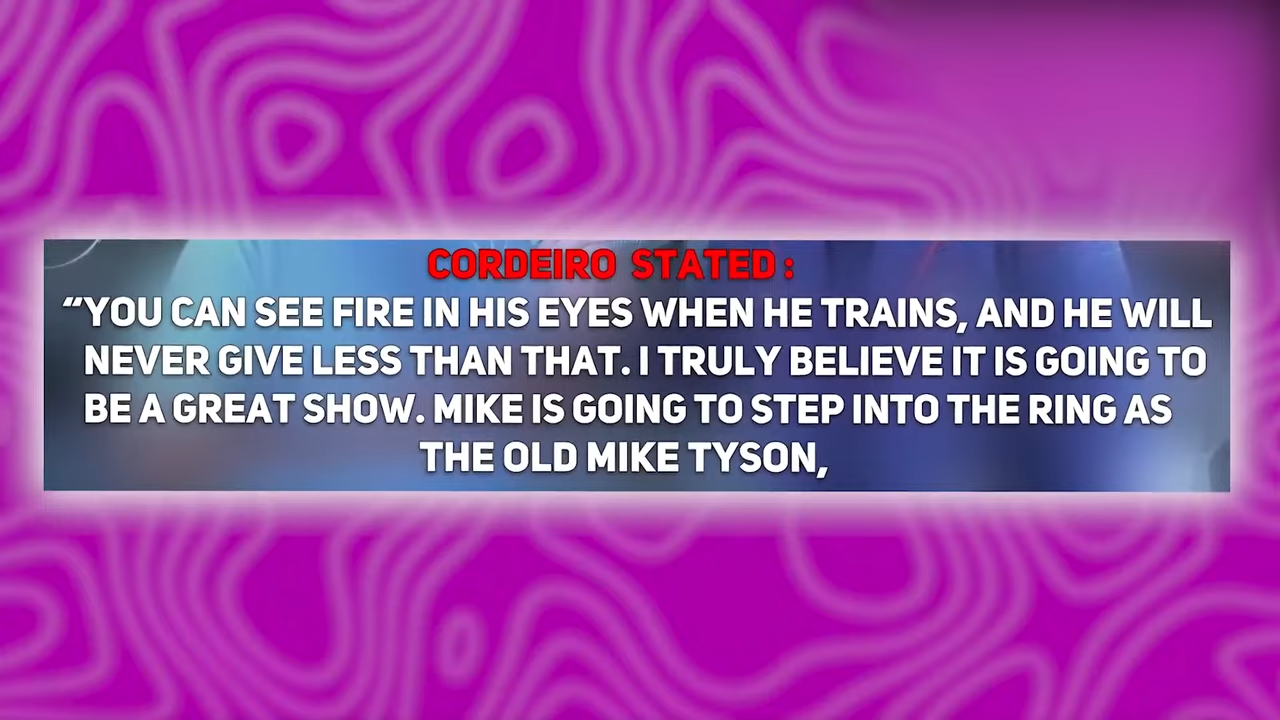 CORDEIRO STATED :
“YOU CAN SEE FIRE IN HIS EYES WHEN HE TRAINS, AND HE WILL
NEVER GIVE LESS THAN THAT. I TRULY BELIEVE IT IS GOING TO
BE A GREAT SHOW. MIKE IS GOING TO STEP INTO THE RING AS
THE OLD MIKE TYSON,